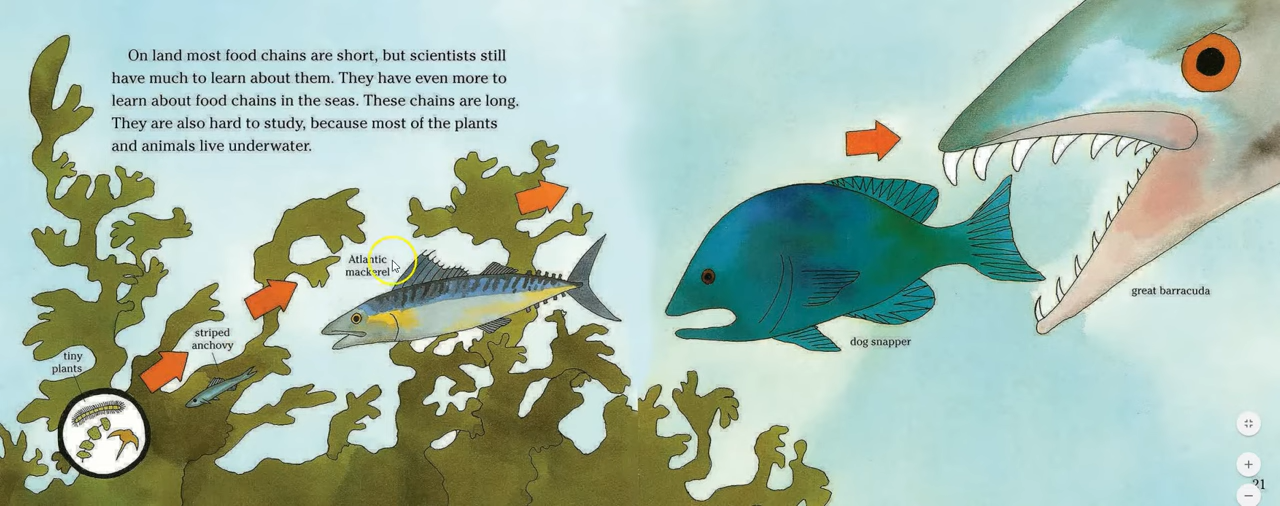 On land most food chains are short, but scientists still
have much to learn about them. They have even more to
learn about food chains in the seas. These chains are long.
They are also hard to study, because most of the plants
and animals live underwater.
Atlantic
mackerel
striped
anchovy
tiny
plants
dog snapper
great barracuda
21